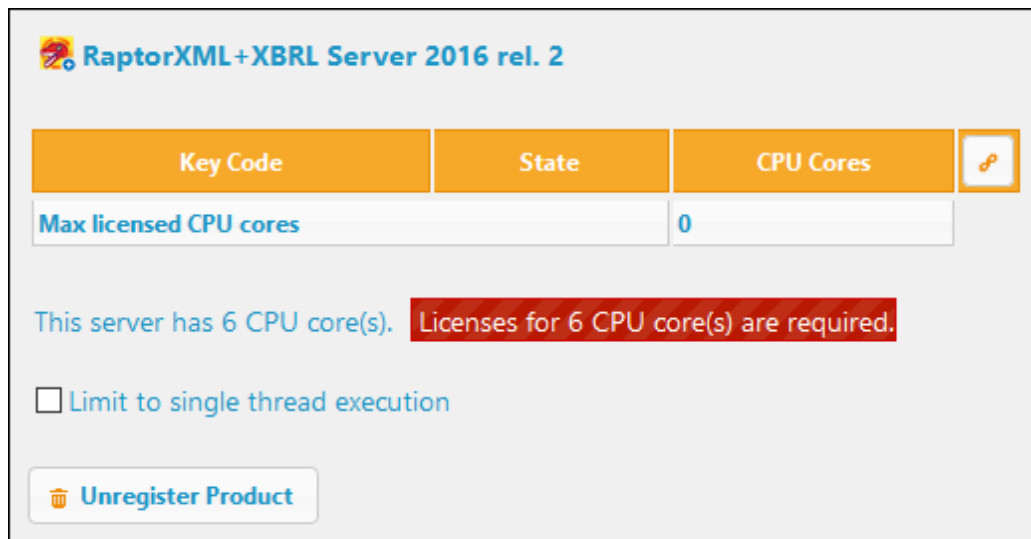 RaptorXML+XBRL Server 2016 rel. 2
Key Code State CPU Cores
Max licensed CPU cores 0
This server has 6 CPU core(s). Licenses for 6 CPU core(s) are required.
Limit to single thread execution
Unregister Product